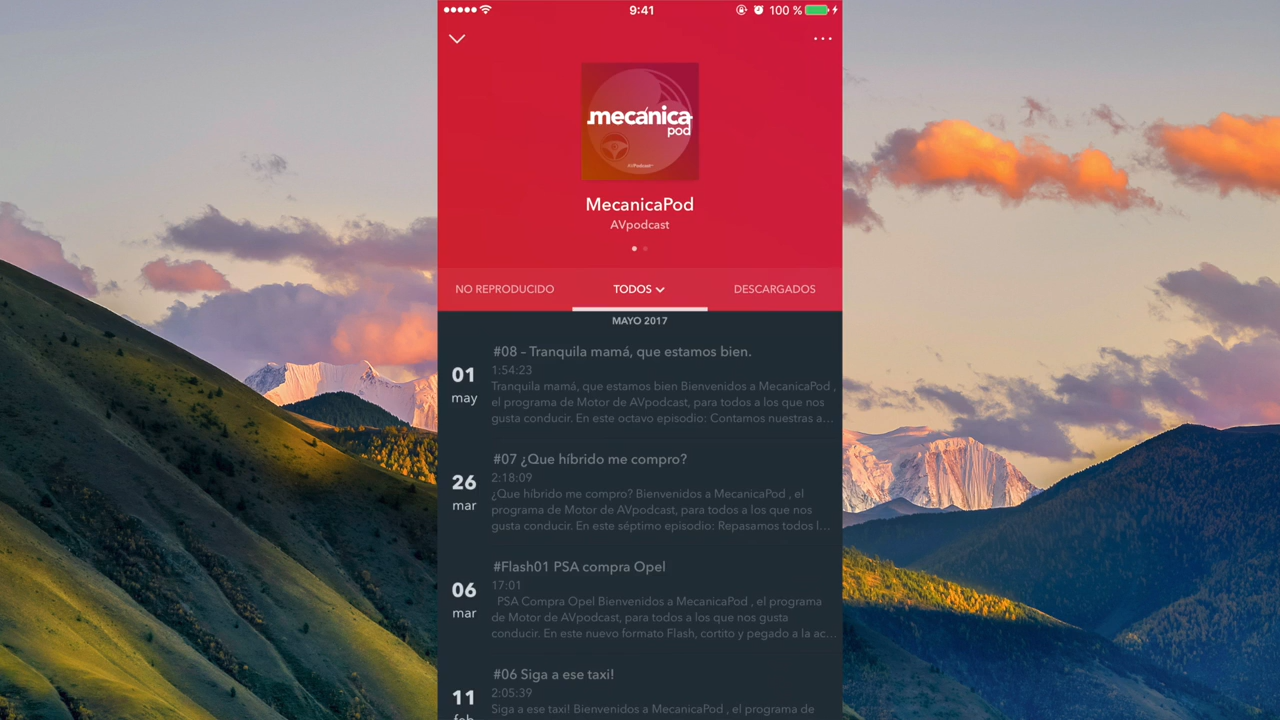 9:41
100 %
.mecánica
pod
AVPodcast
MecanicaPod
AVpodcast
NO REPRODUCIDO
TODOS
DESCARGADOS
MAYO 2017
01
may
#08 – Tranquila mamá, que estamos bien.
1:54:23
Tranquila mamá, que estamos bien Bienvenidos a MecanicaPod ,
el programa de Motor de AVpodcast, para todos a los que nos
gusta conducir. En este octavo episodio: Contamos nuestras a...
26
mar
#07 ¿Que híbrido me compro?
2:18:09
¿Que híbrido me compro? Bienvenidos a MecanicaPod , el
programa de Motor de AVpodcast, para todos a los que nos
gusta conducir. En este séptimo episodio: Repasamos todos l...
06
mar
#Flash01 PSA compra Opel
17:01
PSA Compra Opel Bienvenidos a MecanicaPod , el programa
de Motor de AVpodcast, para todos a los que nos gusta
conducir. En este nuevo formato Flash, cortito y pegado a la ac...
11
feb
#06 Siga a ese taxi!
2:05:39
Siga a ese taxi! Bienvenidos a MecanicaPod , el programa de